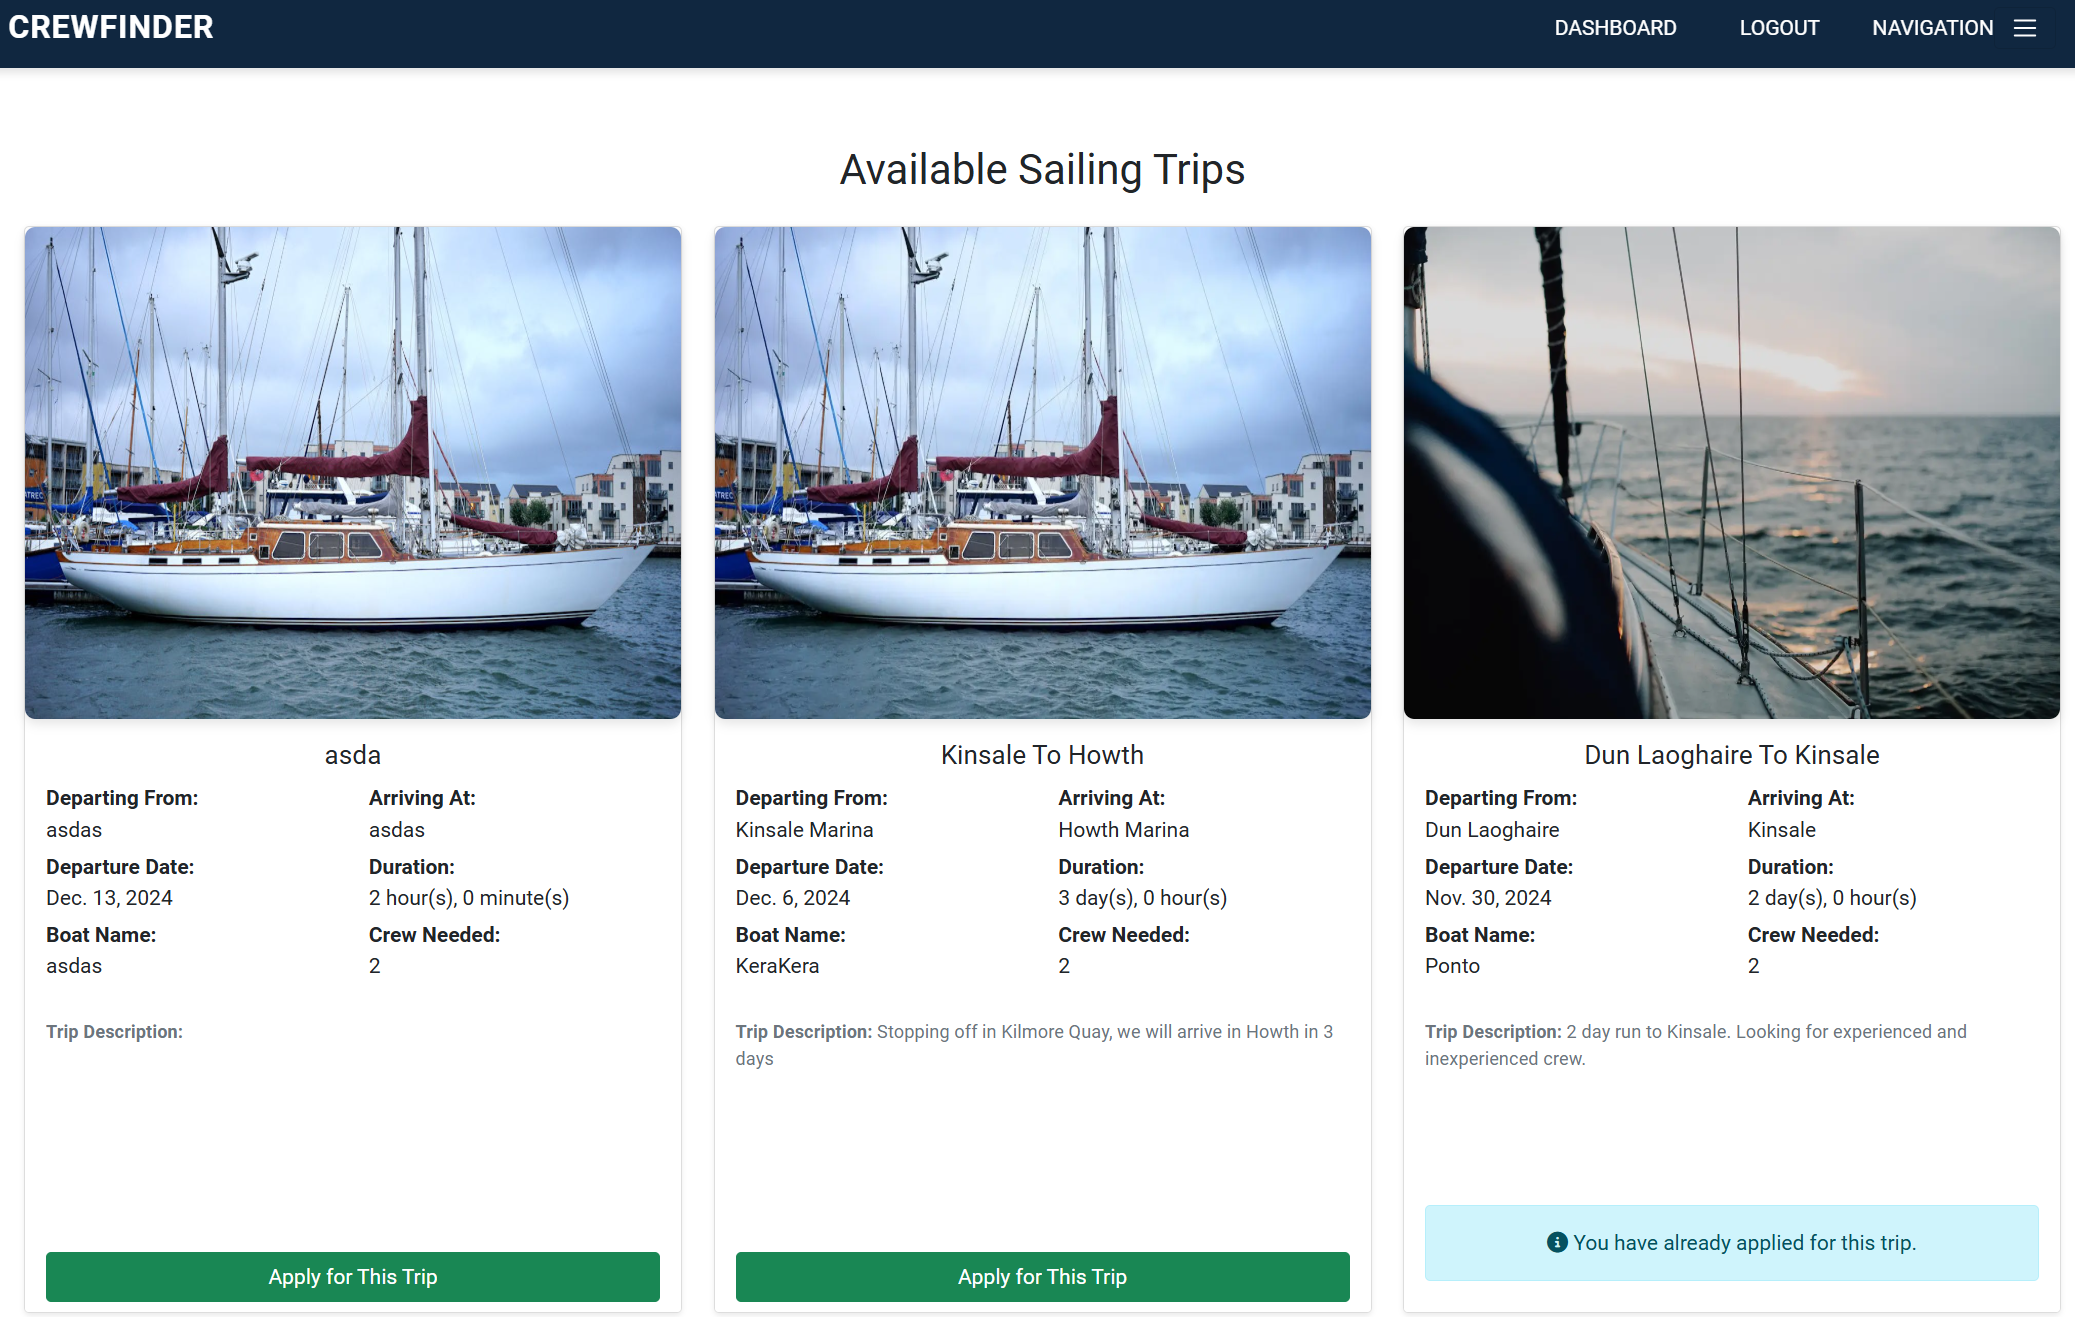 CREWFINDER
DASHBOARD LOGOUT NAVIGATION
Available Sailing Trips
ATREC
ATREC
asda
Departing From: Arriving At:
asdas asdas
Departure Date: Duration:
Dec. 13, 2024 2 hour(s), 0 minute(s)
Boat Name: Crew Needed:
asdas 2
Trip Description:
Apply for This Trip
Kinsale To Howth
Departing From: Arriving At:
Kinsale Marina Howth Marina
Departure Date: Duration:
Dec. 6, 2024 3 day(s), 0 hour(s)
Boat Name: Crew Needed:
KeraKera 2
Trip Description: Stopping off in Kilmore Quay, we will arrive in Howth in 3
days
Apply for This Trip
Dun Laoghaire To Kinsale
Departing From: Arriving At:
Dun Laoghaire Kinsale
Departure Date: Duration:
Nov. 30, 2024 2 day(s), 0 hour(s)
Boat Name: Crew Needed:
Ponto 2
Trip Description: 2 day run to Kinsale. Looking for experienced and
inexperienced crew.
You have already applied for this trip.